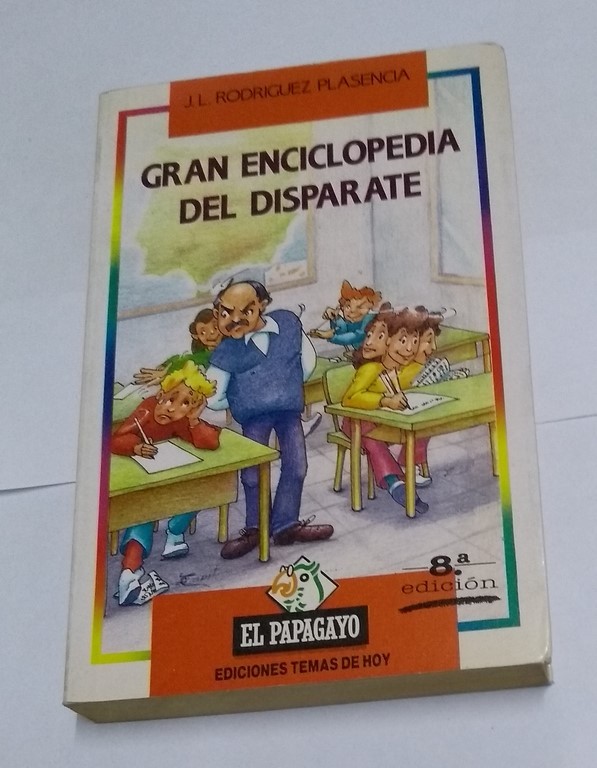 J.L. RODRIGUEZ PLASENCIA
GRAN ENCICLOPEDIA
DEL DISPARATE
8.ª
edición
EL PAPAGAYO
EDICIONES TEMAS DE HOY